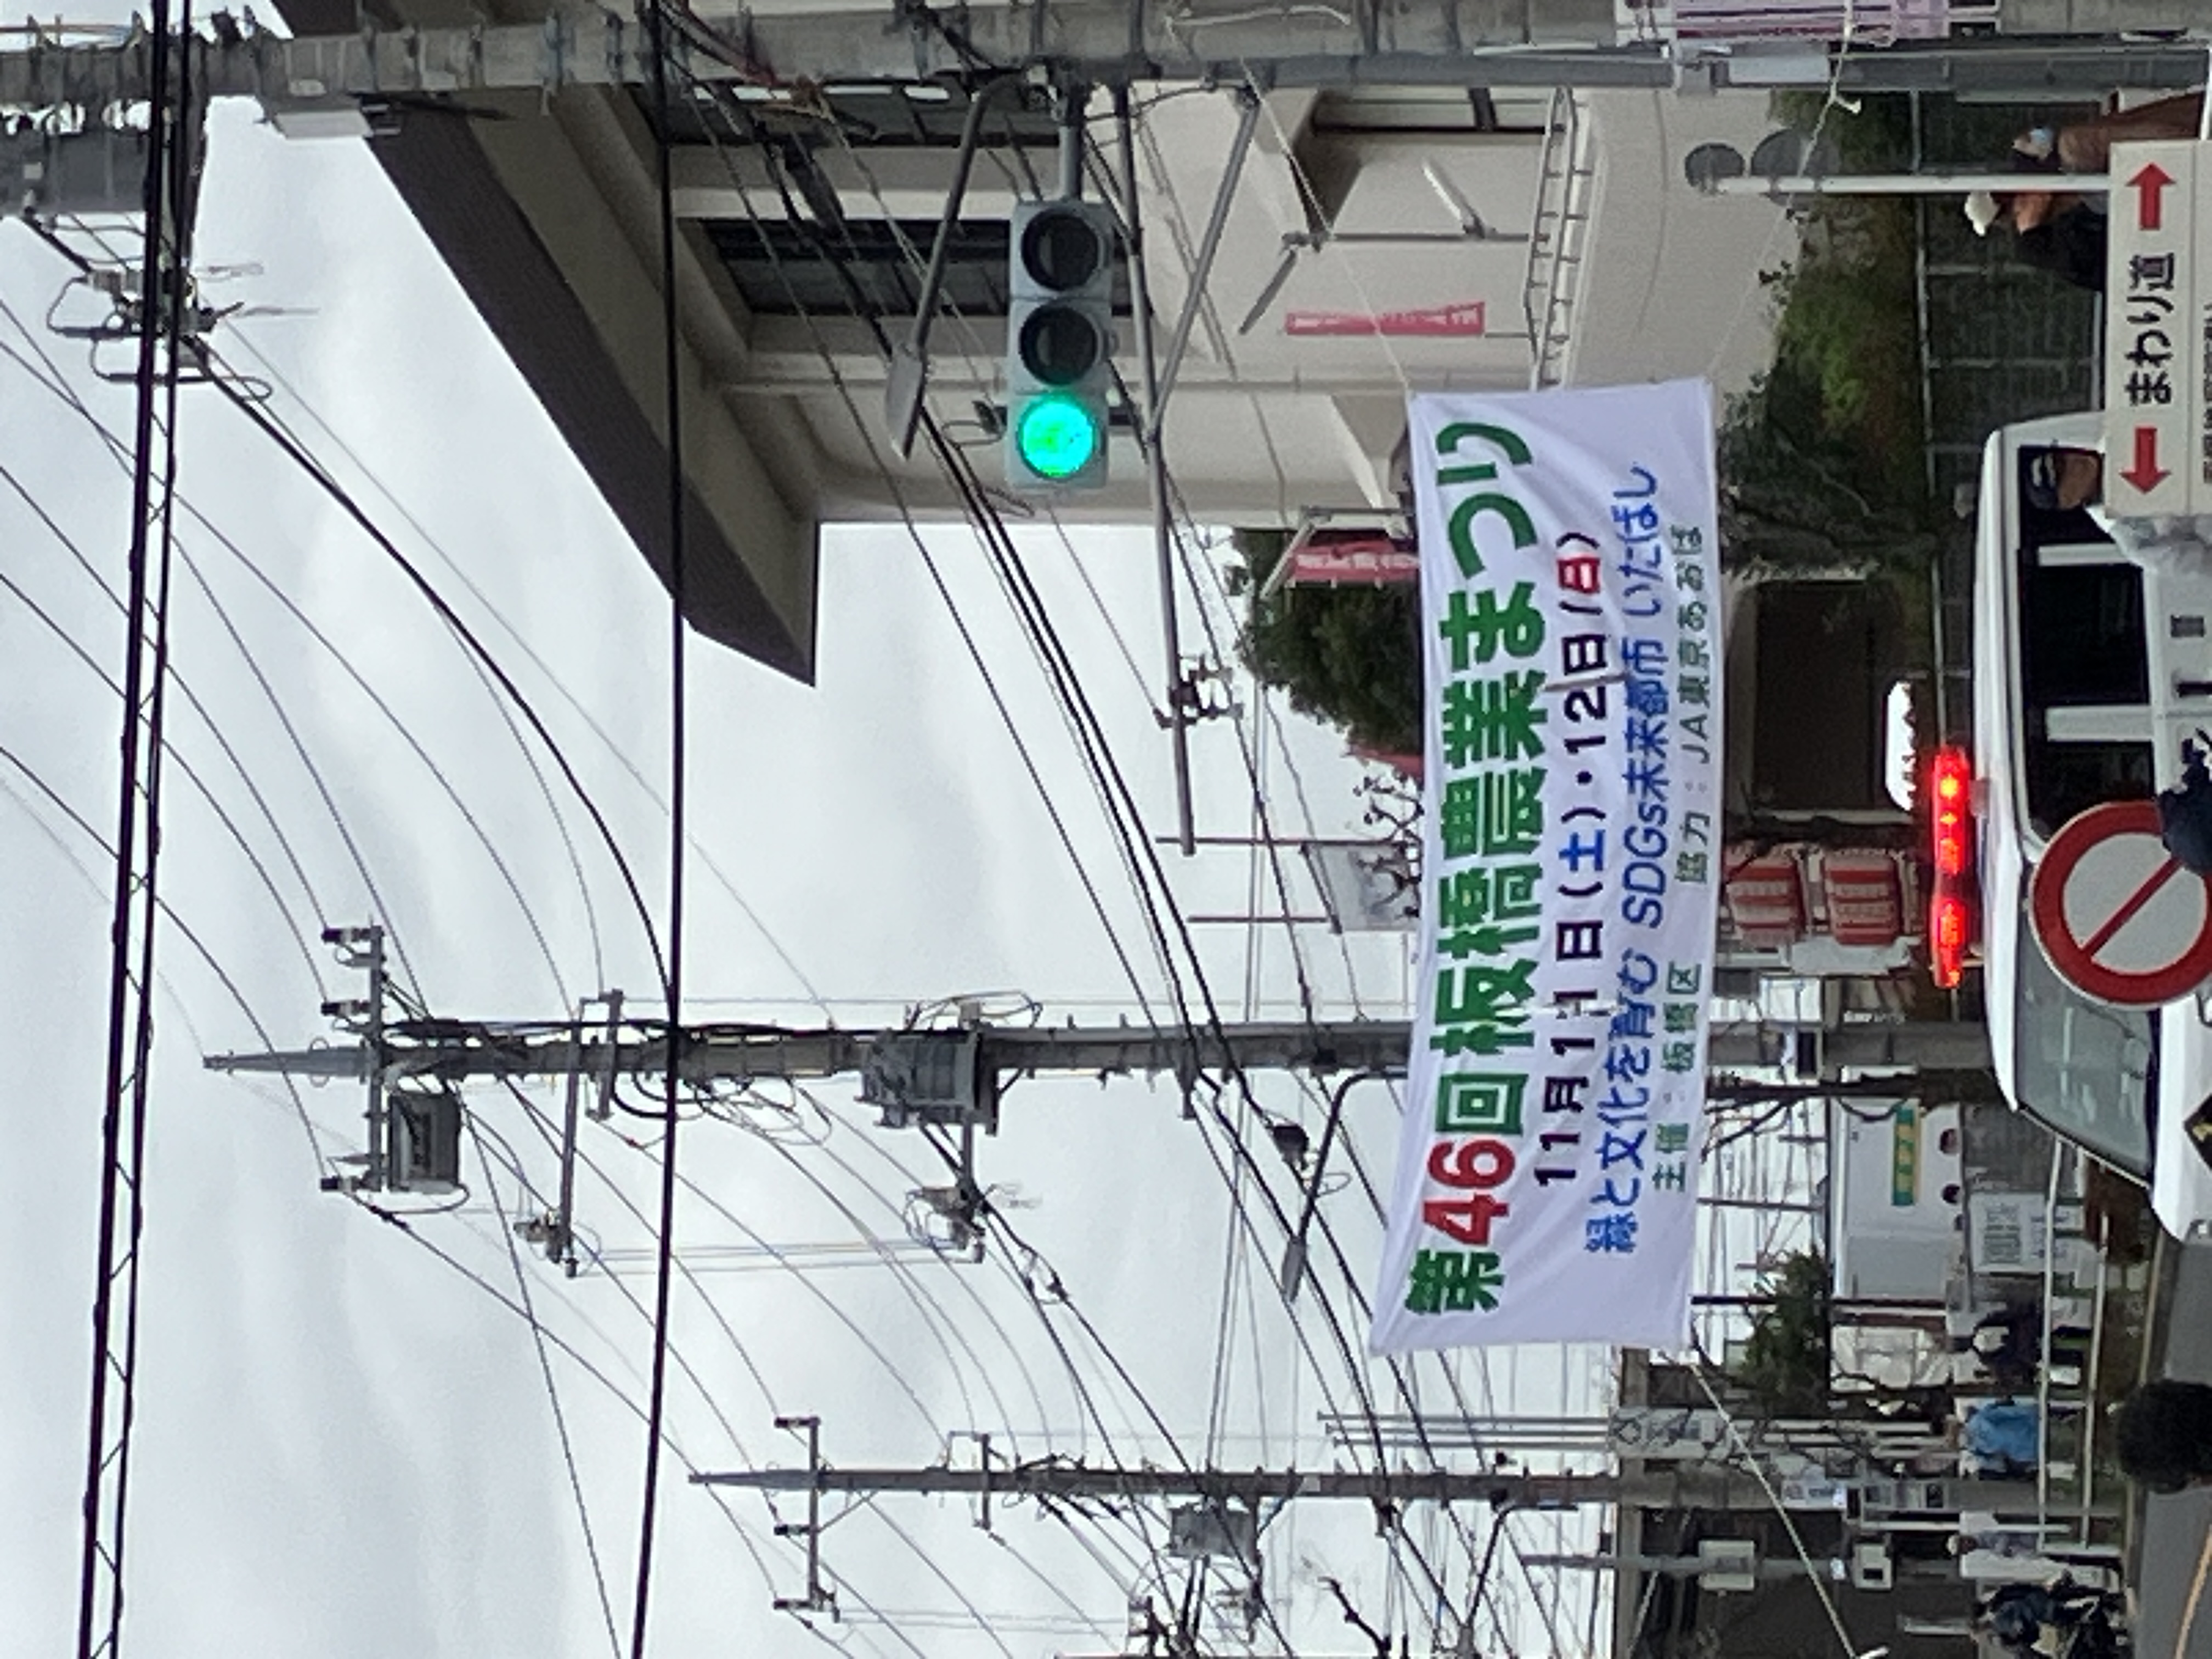 第46回板橋農業まつり
11月11日(土)・12日(日)
緑と文化を育む SDGs未来都市 いたばし
主催：板橋区 協力：JA東京あおば
まわり道